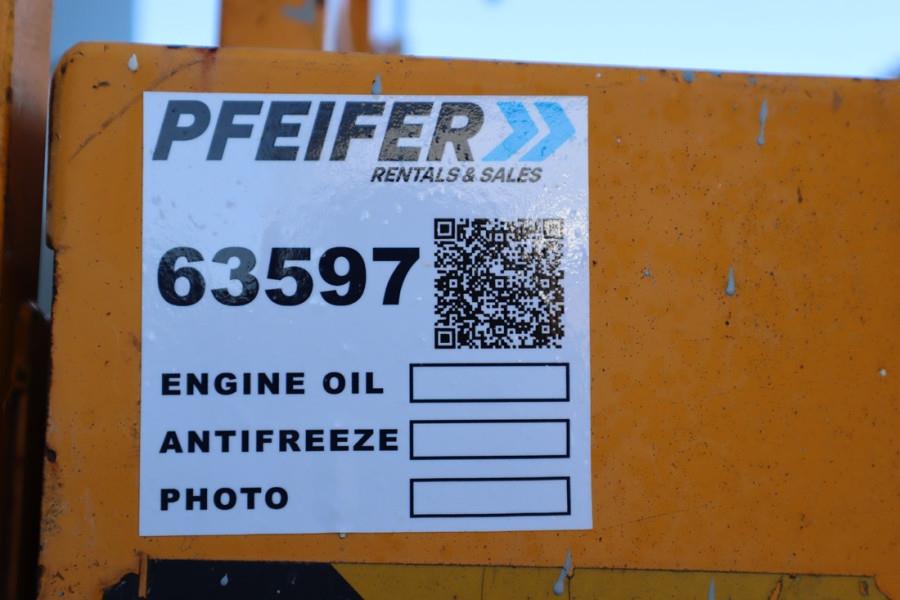 PFEIFER
RENTALS & SALES
63597
ENGINE OIL
ANTIFREEZE
PHOTO